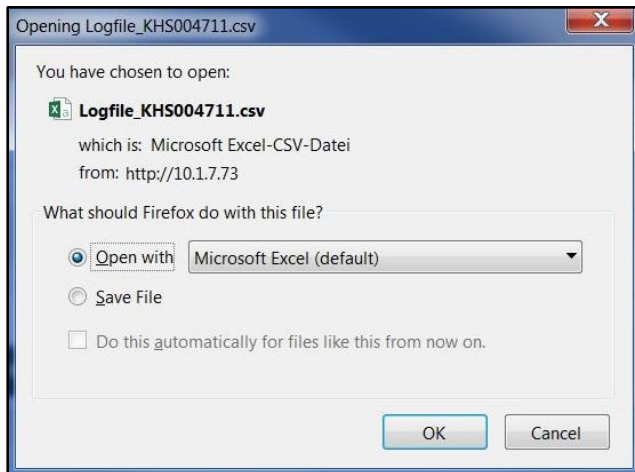 Opening Logfile_KHS004711.csv
You have chosen to open:
Logfile_KHS004711.csv
which is: Microsoft Excel-CSV-Datei
from: http://10.1.7.73
What should Firefox do with this file?
Open with Microsoft Excel (default)
Save File
Do this automatically for files like this from now on.
OK Cancel